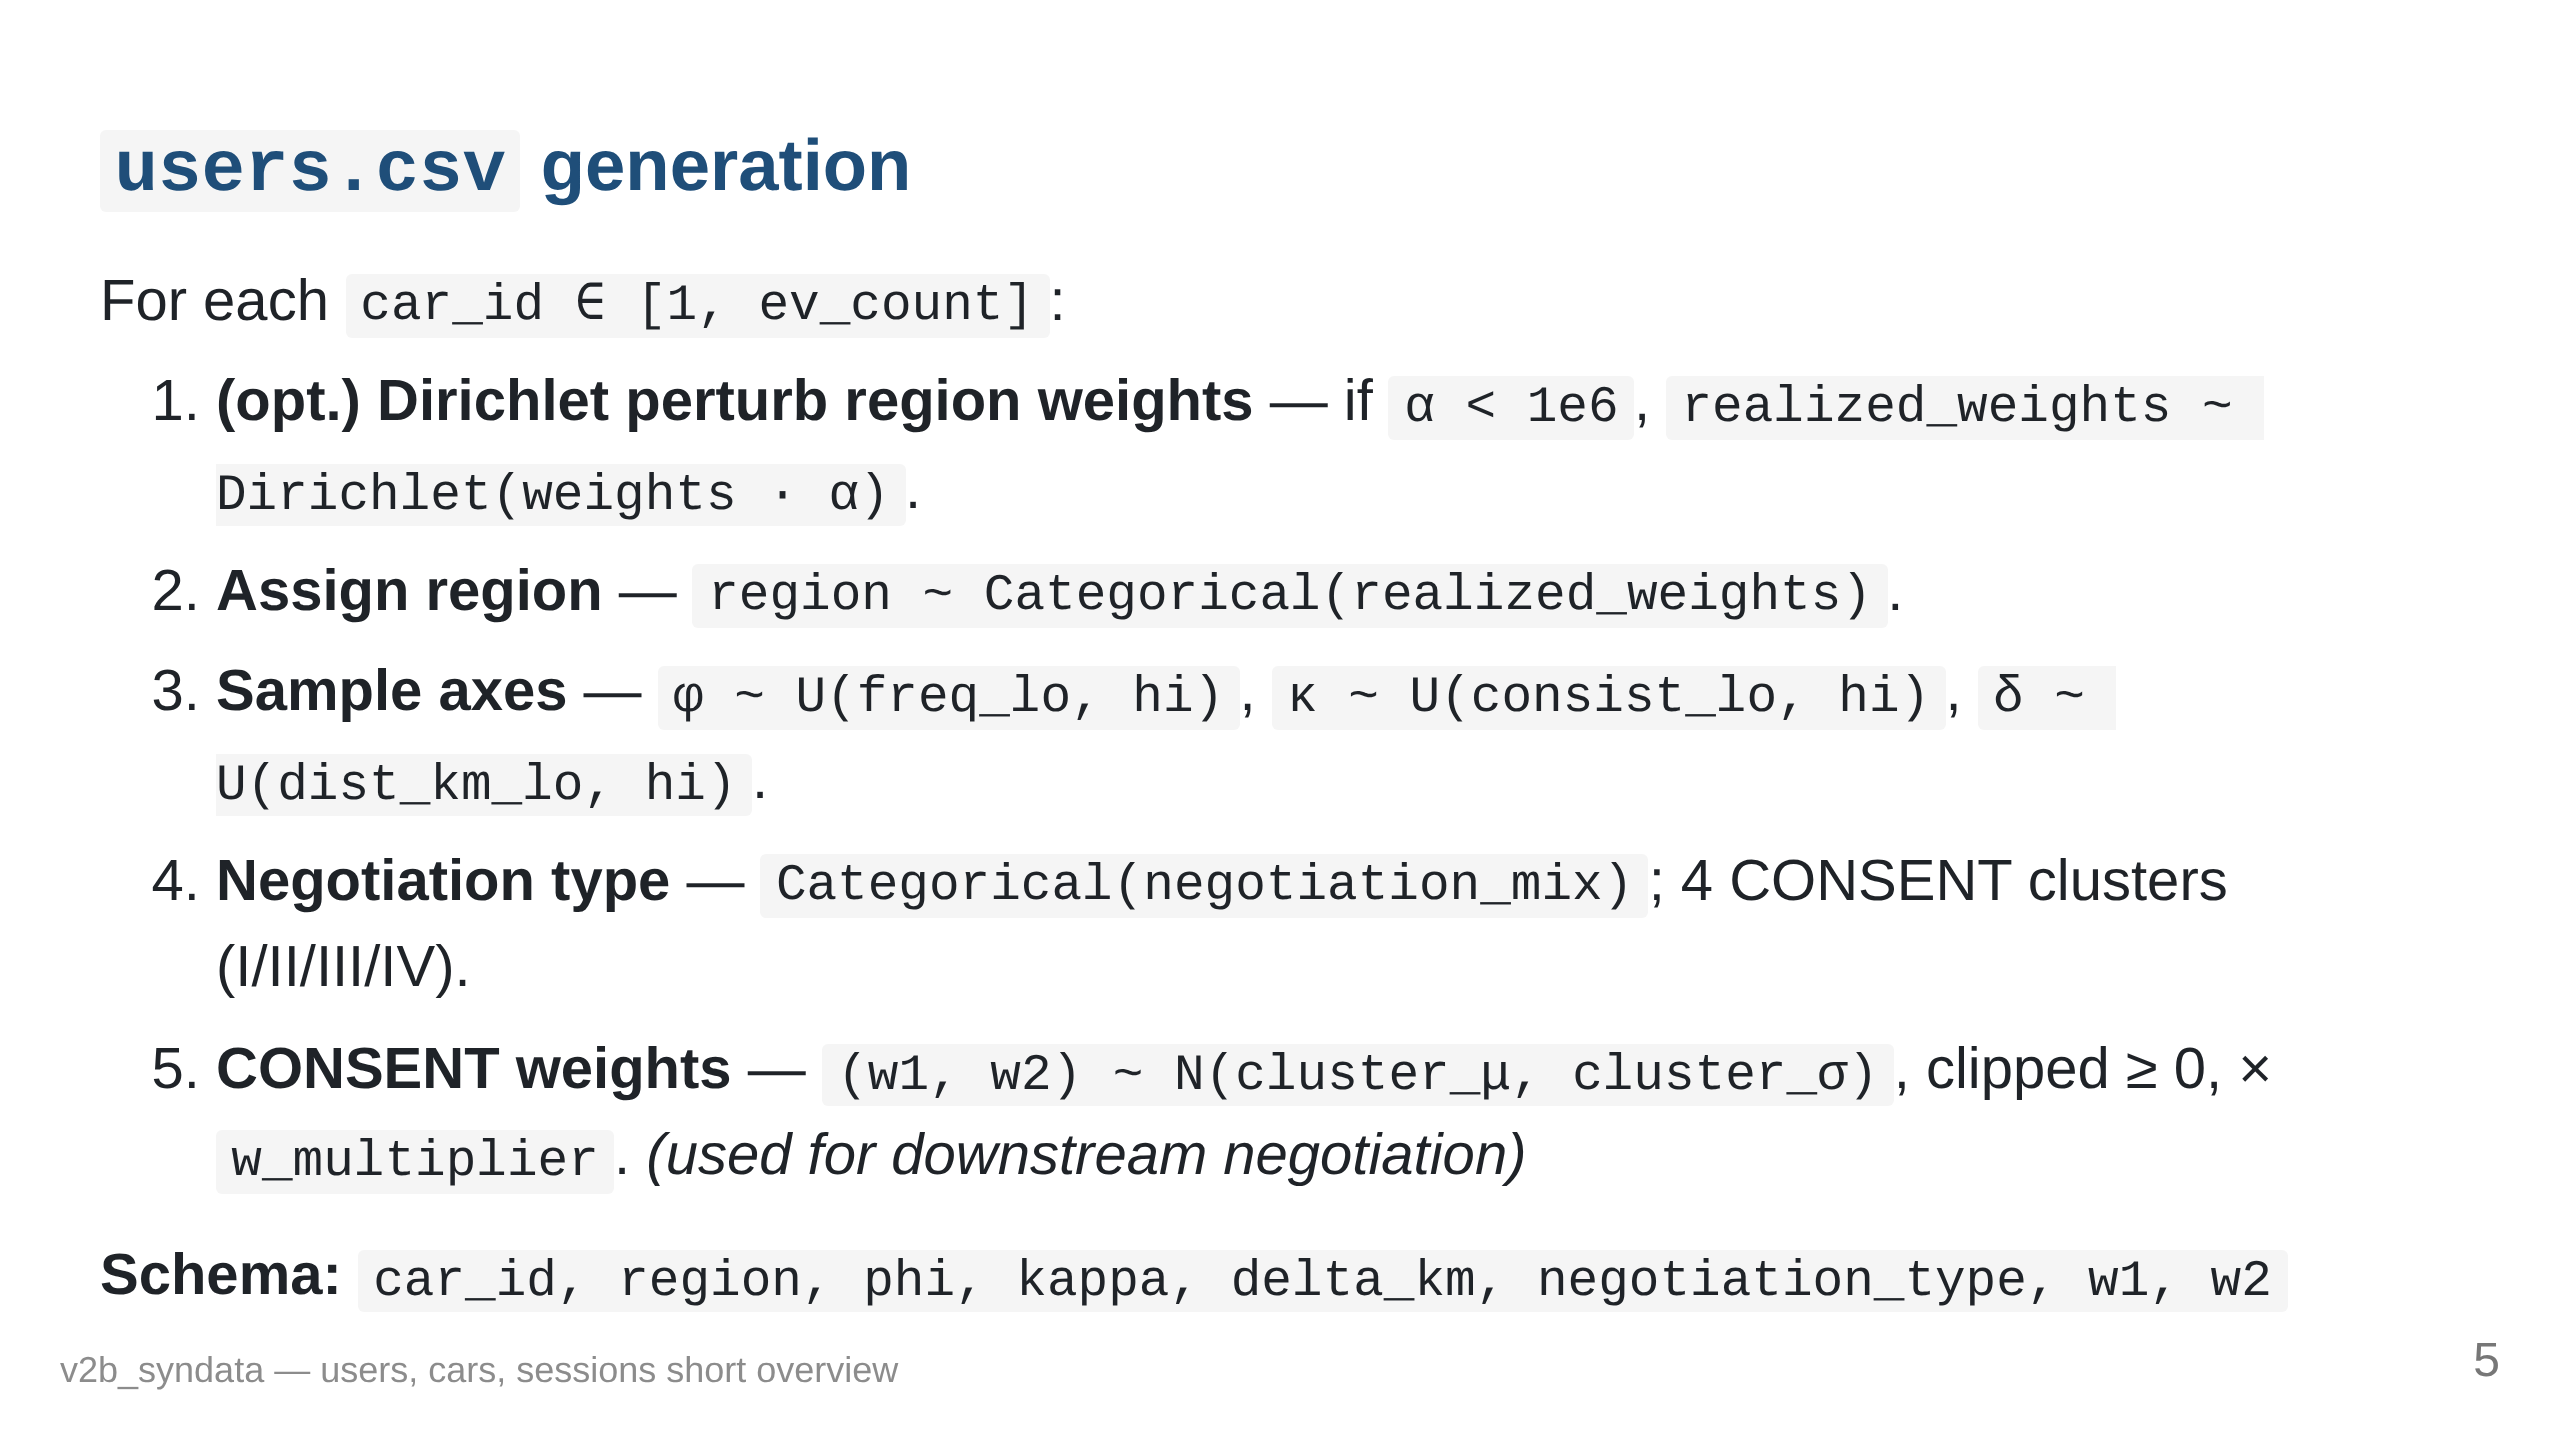 users.csv generation
For each car_id ∈ [1, ev_count]:
1. (opt.) Dirichlet perturb region weights — if α < 1e6, realized_weights ~
Dirichlet(weights · α).
2. Assign region — region ~ Categorical(realized_weights).
3. Sample axes — φ ~ U(freq_lo, hi), κ ~ U(consist_lo, hi), δ ~
U(dist_km_lo, hi).
4. Negotiation type — Categorical(negotiation_mix); 4 CONSENT clusters
(I/II/III/IV).
5. CONSENT weights — (w1, w2) ~ N(cluster_μ, cluster_σ), clipped ≥ 0, ×
w_multiplier. (used for downstream negotiation)
Schema: car_id, region, phi, kappa, delta_km, negotiation_type, w1, w2
v2b_syndata — users, cars, sessions short overview
5